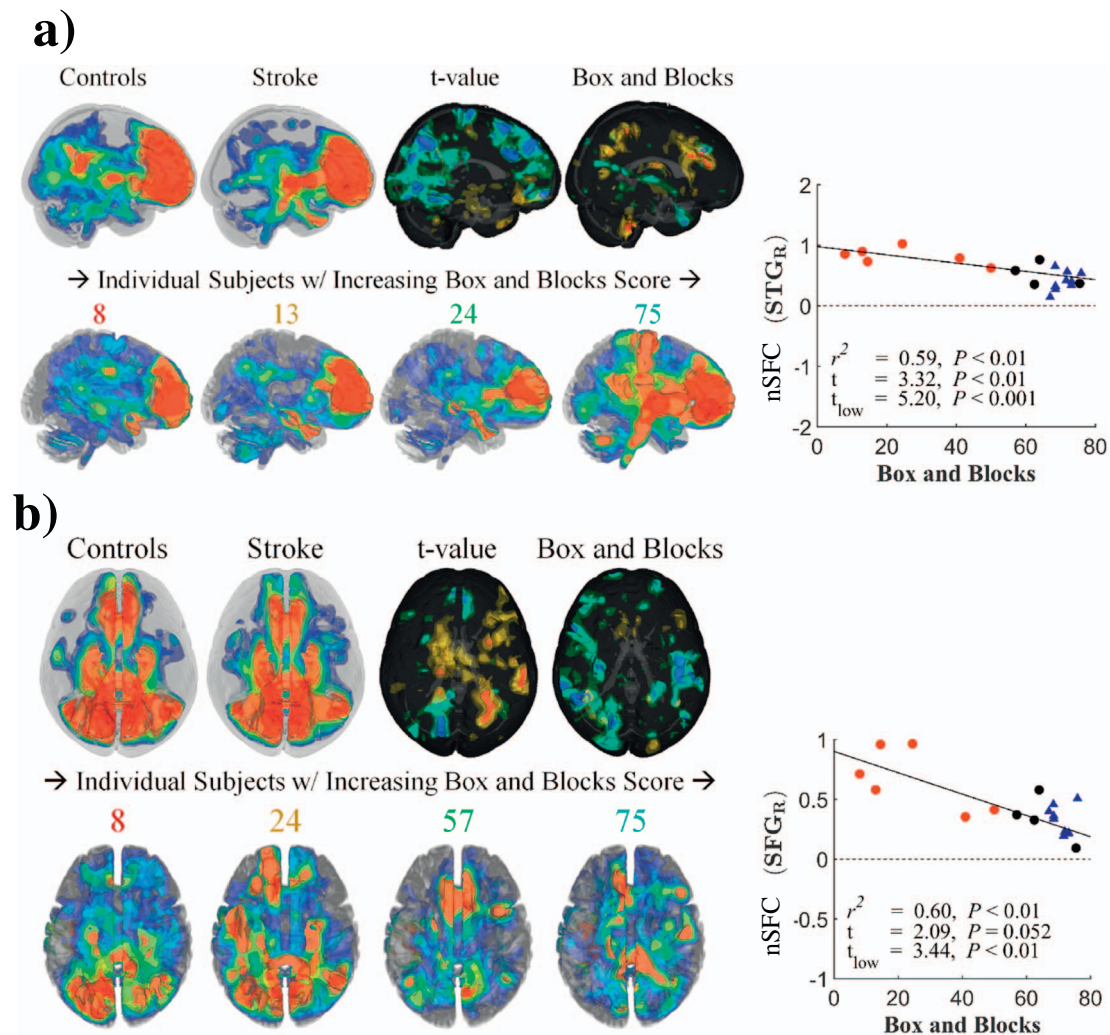 a)
Controls Stroke t-value Box and Blocks
→ Individual Subjects w/ Increasing Box and Blocks Score →
8 13 24 75
nSFC (STG_R)
2
1
0
-1
-2
r² = 0.59, P < 0.01
t = 3.32, P < 0.01
t_low = 5.20, P < 0.001
0 20 40 60 80
Box and Blocks
b)
Controls Stroke t-value Box and Blocks
→ Individual Subjects w/ Increasing Box and Blocks Score →
8 24 57 75
nSFC (SFG_R)
1
0.5
0
-0.5
-1
r² = 0.60, P < 0.01
t = 2.09, P = 0.052
t_low = 3.44, P < 0.01
0 20 40 60 80
Box and Blocks